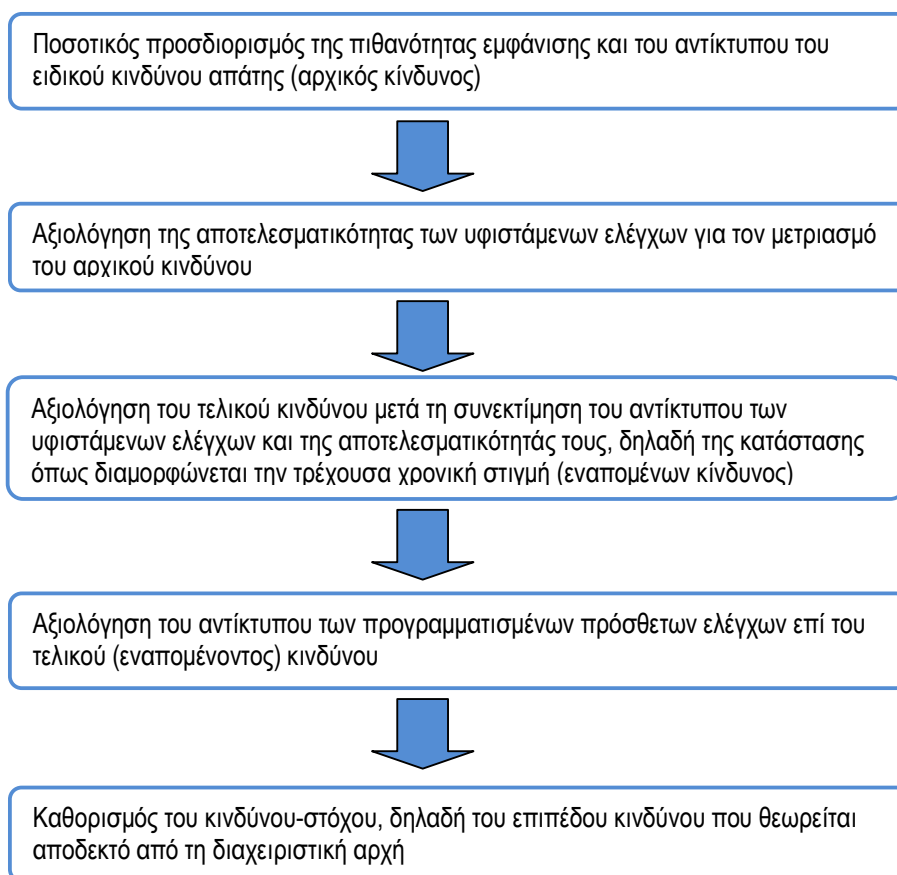 Ποσοτικός προσδιορισμός της πιθανότητας εμφάνισης και του αντίκτυπου του
ειδικού κινδύνου απάτης (αρχικός κίνδυνος)
Αξιολόγηση της αποτελεσματικότητας των υφιστάμενων ελέγχων για τον μετριασμό
του αρχικού κινδύνου
Αξιολόγηση του τελικού κινδύνου μετά τη συνεκτίμηση του αντίκτυπου των
υφιστάμενων ελέγχων και της αποτελεσματικότητάς τους, δηλαδή της κατάστασης
όπως διαμορφώνεται την τρέχουσα χρονική στιγμή (εναπομένων κίνδυνος)
Αξιολόγηση του αντίκτυπου των προγραμματισμένων πρόσθετων ελέγχων επί του
τελικού (εναπομένοντος) κινδύνου
Καθορισμός του κινδύνου-στόχου, δηλαδή του επιπέδου κινδύνου που θεωρείται
αποδεκτό από τη διαχειριστική αρχή